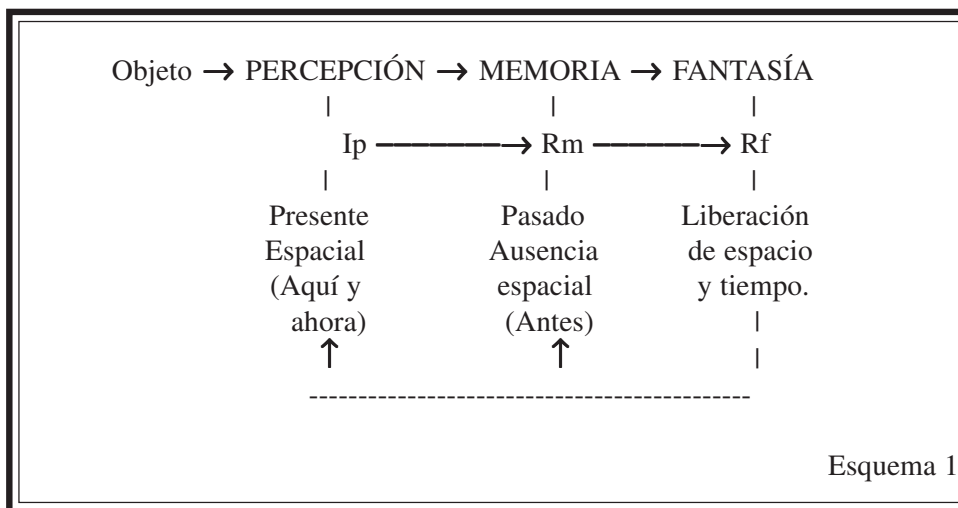 Objeto → PERCEPCIÓN → MEMORIA → FANTASÍA
Ip → Rm → Rf
Presente Pasado Liberación
Espacial Ausencia de espacio
(Aquí y espacial y tiempo.
ahora) (Antes)
Esquema 1